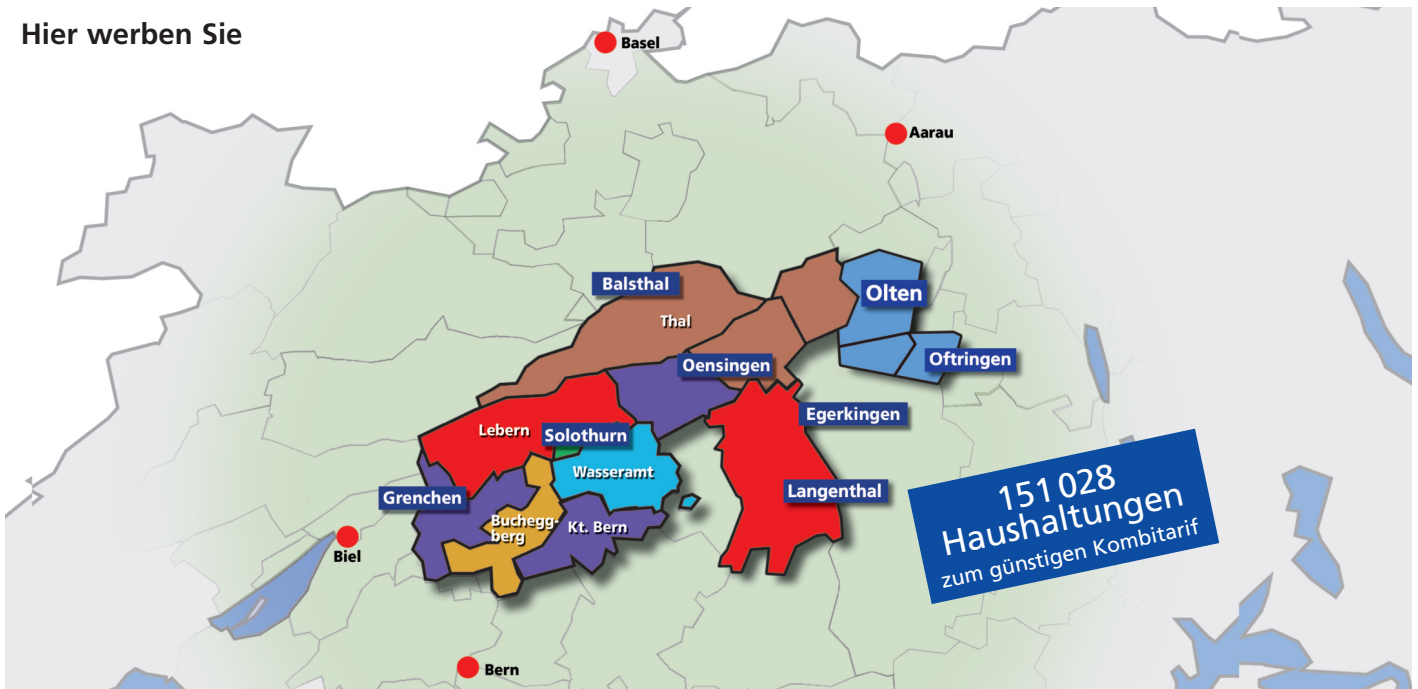 Hier werben Sie
Basel
Aarau
Balsthal
Olten
Thal
Oensingen
Oftringen
Egerkingen
Lebern
Solothurn
Wasseramt
Grenchen
Langenthal
Buchegg-
berg
Kt. Bern
Biel
Bern
151 028
Haushaltungen
zum günstigen Kombitarif